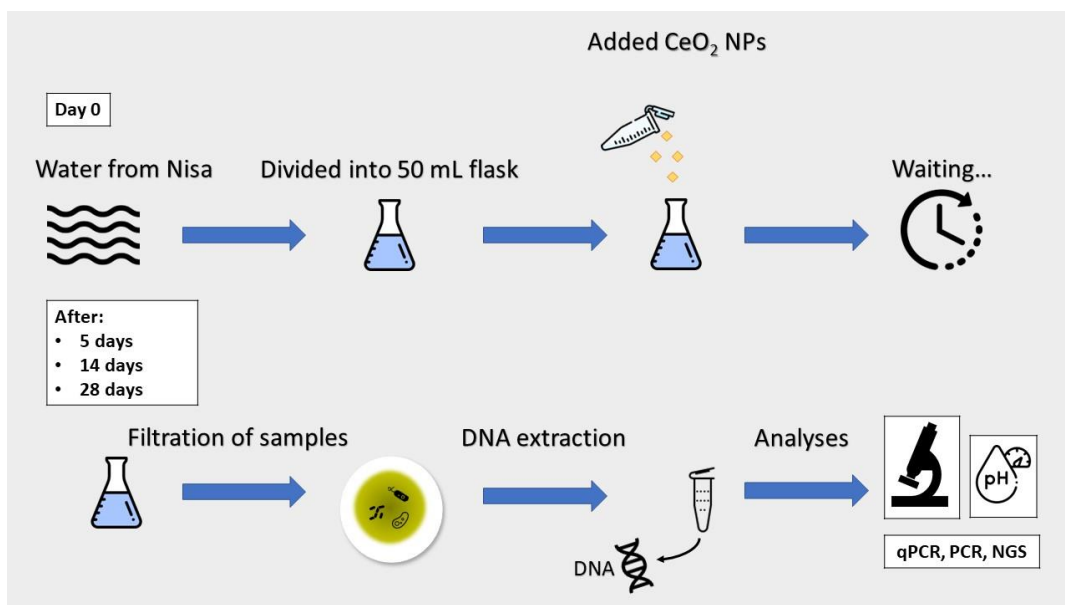 Added CeO₂ NPs
Day 0
Water from Nisa
Divided into 50 mL flask
Waiting...
After:
• 5 days
• 14 days
• 28 days
Filtration of samples
DNA extraction
Analyses
pH
DNA
qPCR, PCR, NGS